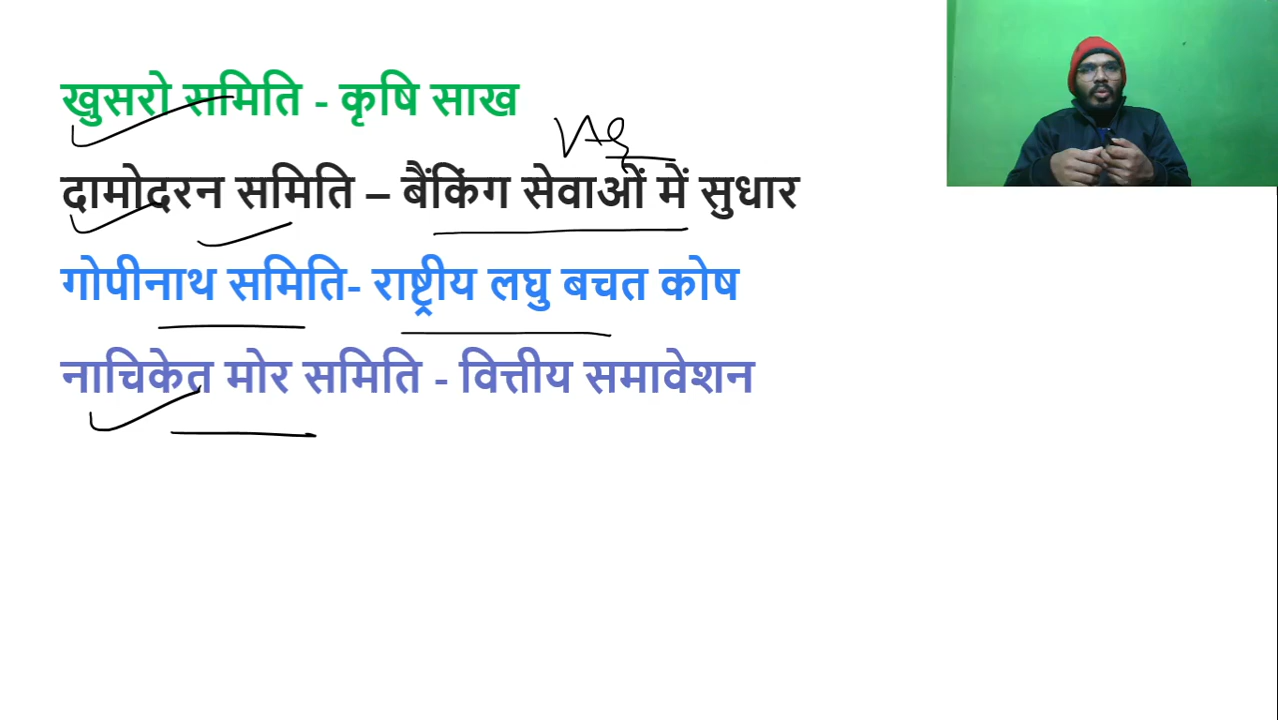 खुसरो समिति - कृषि साख
दामोदरन समिति – बैंकिंग सेवाओं में सुधार
गोपीनाथ समिति- राष्ट्रीय लघु बचत कोष
नाचिकेत मोर समिति - वित्तीय समावेशन